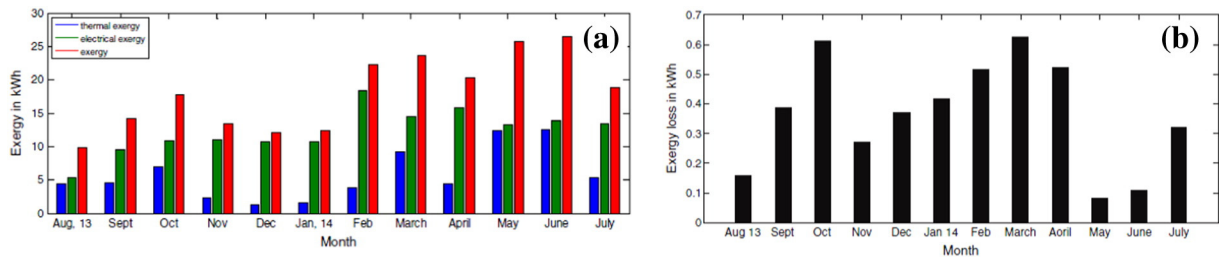 (a)
thermal exergy
electrical exergy
exergy
Exergy in kWh
30
25
20
15
10
5
0
Aug, 13 Sept Oct Nov Dec Jan, 14 Feb March April May June July
Month
(b)
Exergy loss in kWh
0.7
0.6
0.5
0.4
0.3
0.2
0.1
0
Aug 13 Sept Oct Nov Dec Jan 14 Feb March Aoril May June July
Month